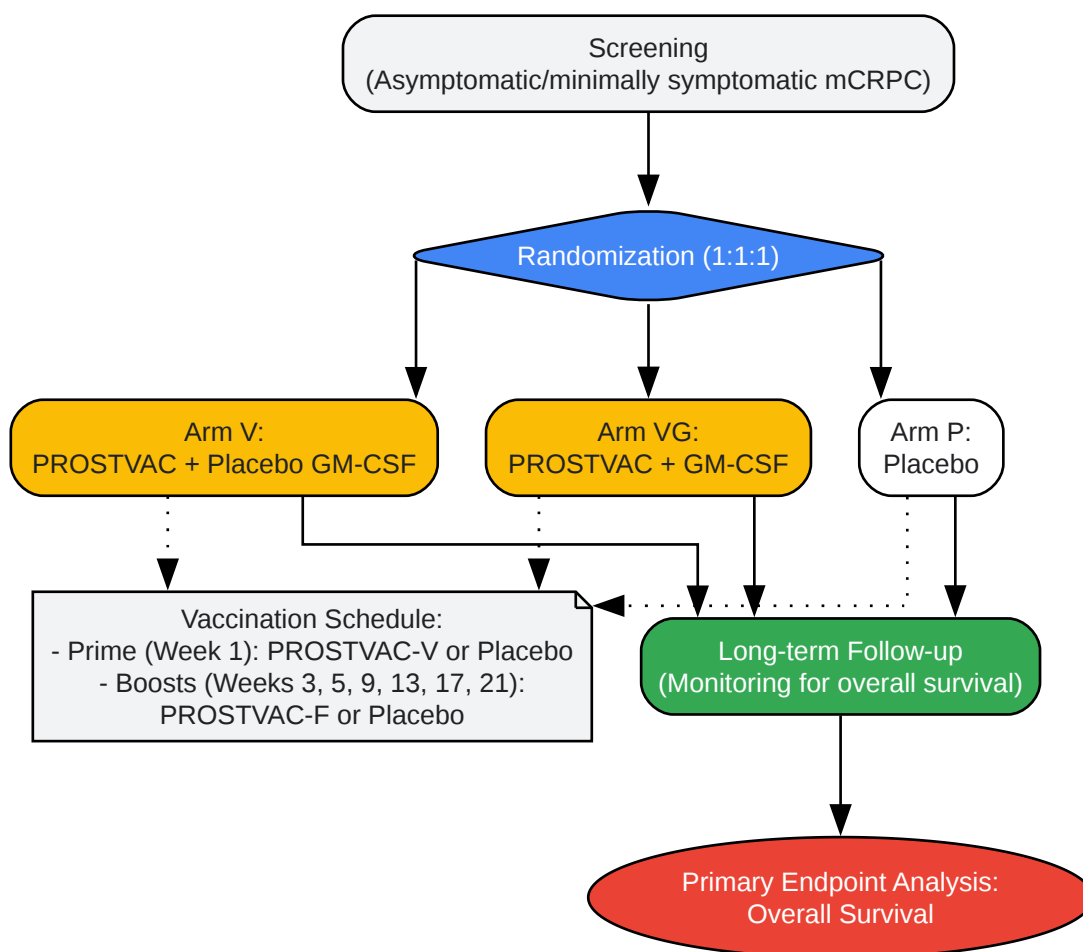 Screening
(Asymptomatic/minimally symptomatic mCRPC)
Randomization (1:1:1)
Arm V:
PROSTVAC + Placebo GM-CSF
Arm VG:
PROSTVAC + GM-CSF
Arm P:
Placebo
Vaccination Schedule:
- Prime (Week 1): PROSTVAC-V or Placebo
- Boosts (Weeks 3, 5, 9, 13, 17, 21):
PROSTVAC-F or Placebo
Long-term Follow-up
(Monitoring for overall survival)
Primary Endpoint Analysis:
Overall Survival